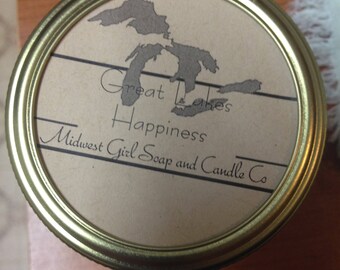 Great Lakes
Happiness
Midwest Girl Soap and Candle Co